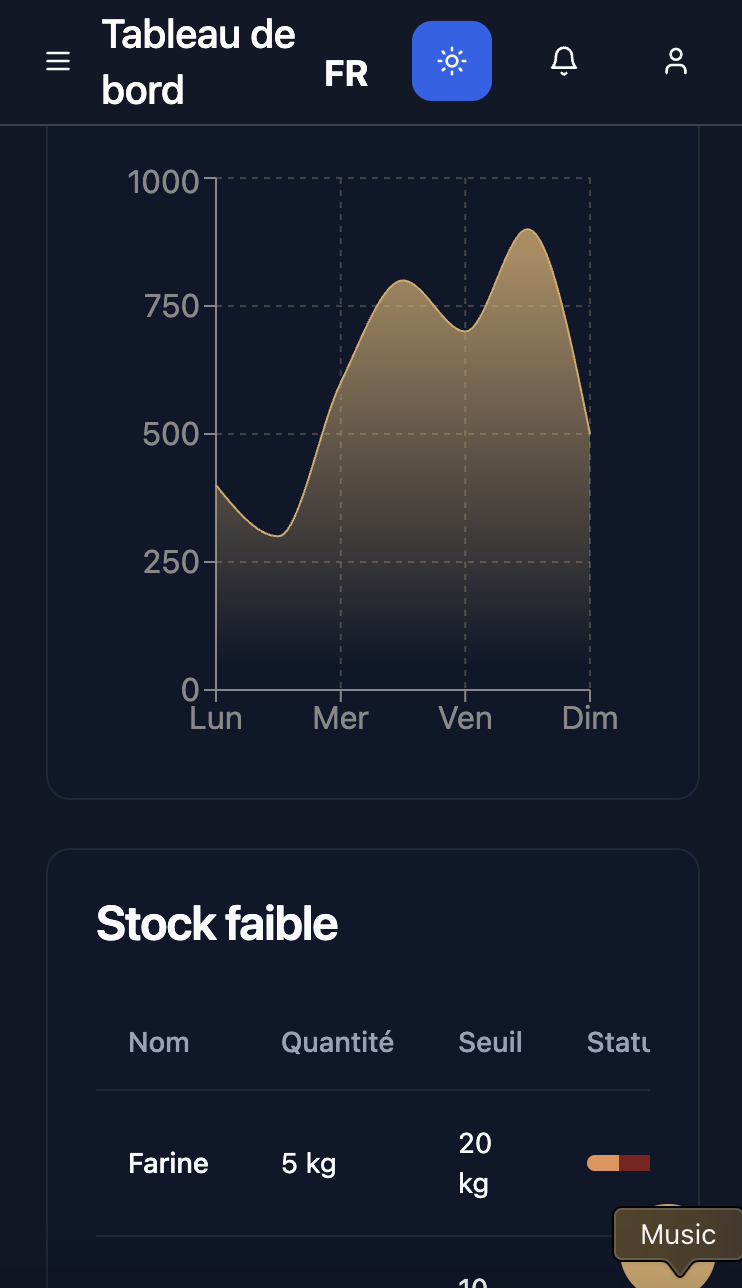 Tableau de
bord
FR
1000
750
500
250
0
Lun Mer Ven Dim
Stock faible
Nom Quantité Seuil Statu
Farine 5 kg 20
kg
10
Music